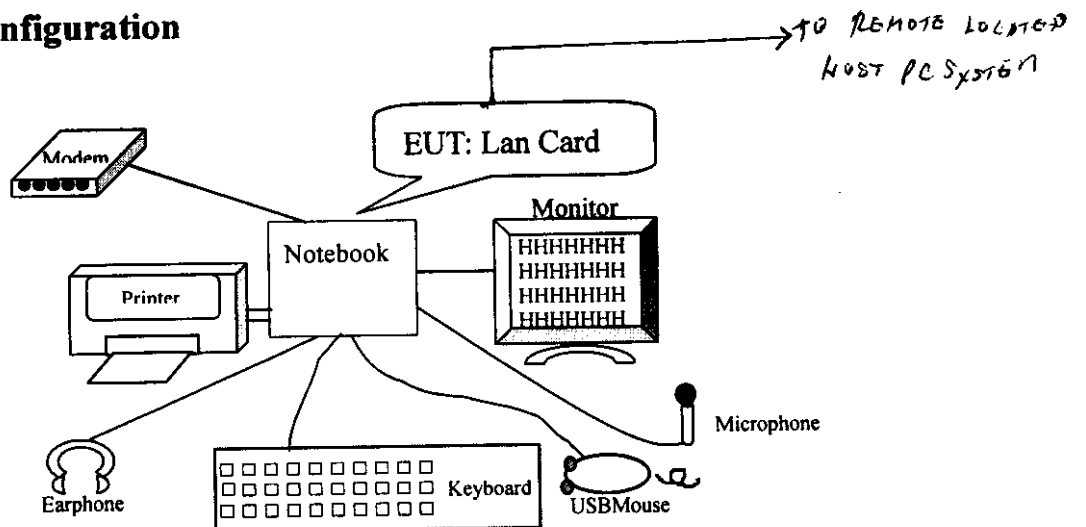 nfiguration
TO REMOTE LOCATED
HOST PC SYSTEM
EUT: Lan Card
Modem
Monitor
Notebook
HHHHHHH
HHHHHHH
HHHHHHH
HHHHHHH
Printer
Microphone
Keyboard
Earphone
USBMouse